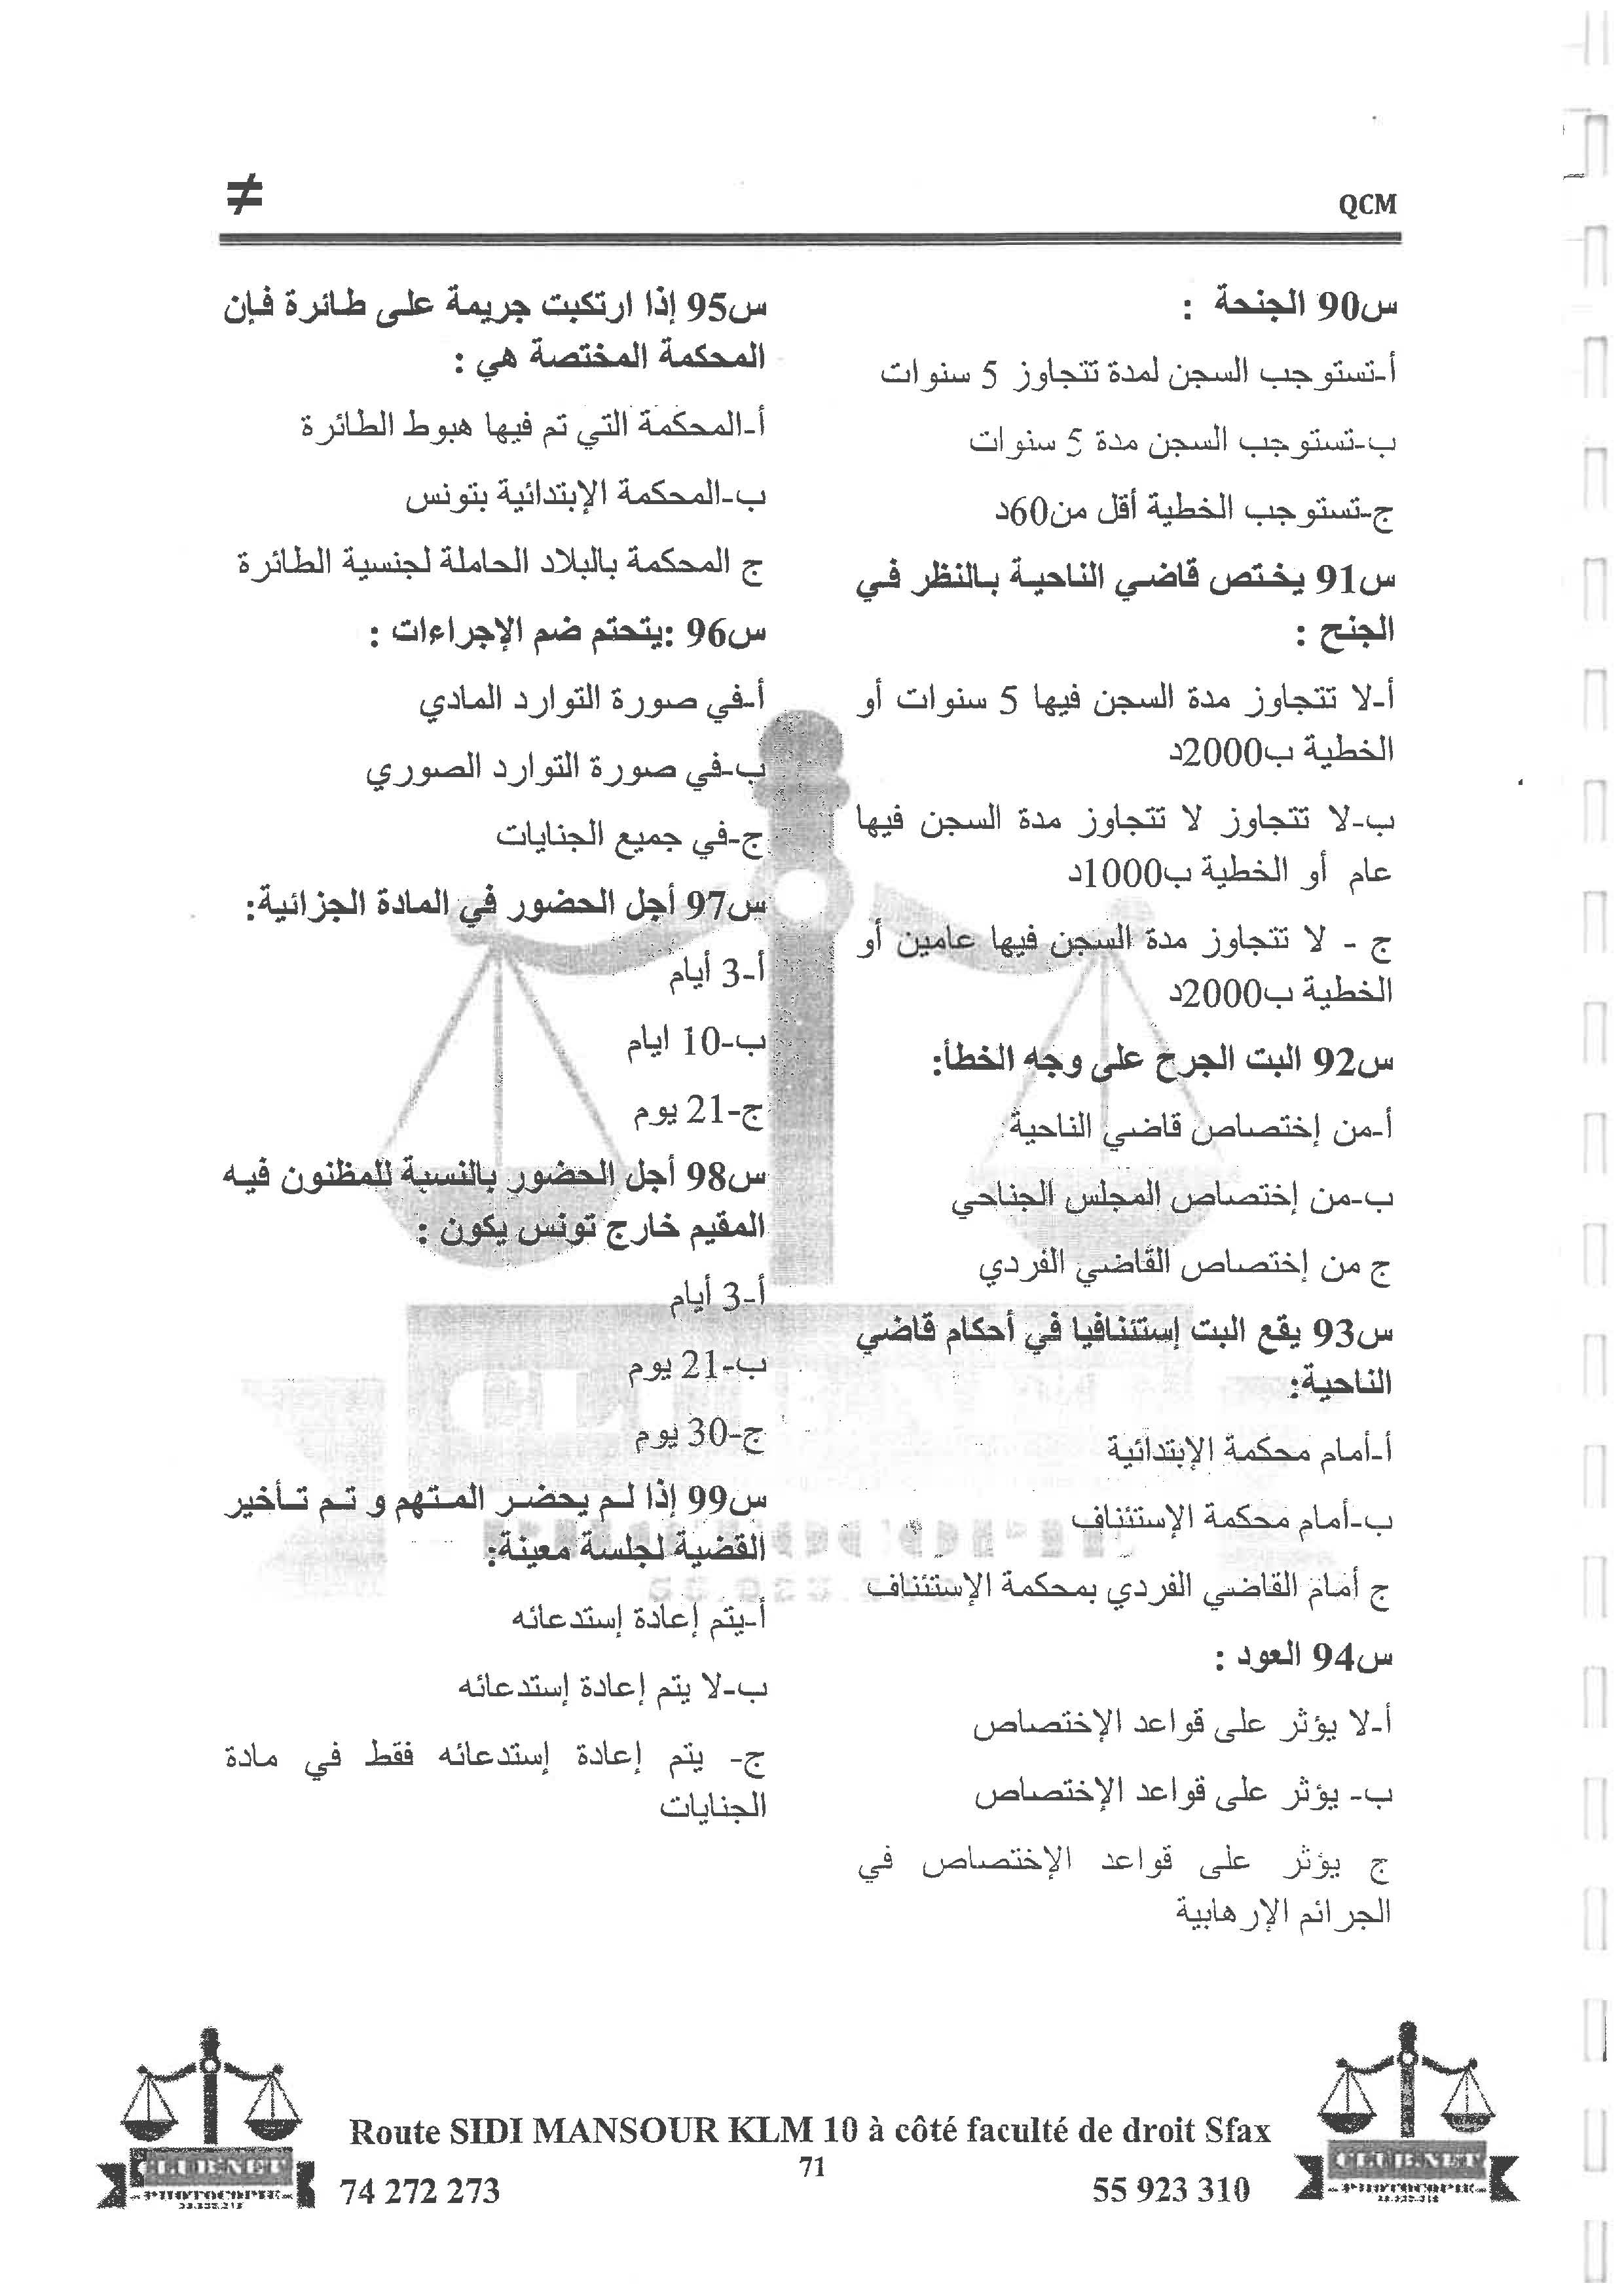 QCM
≠
س90 الجنحة :
أ-تستوجب السجن لمدة تتجاوز 5 سنوات
ب-تستوجب السجن مدة 5 سنوات
ج-تستوجب الخطية أقل من60د
س91 يختص قاضي الناحية بالنظر في
الجنح :
أ-لا تتجاوز مدة السجن فيها 5 سنوات أو
الخطية ب2000د
ب-لا تتجاوز لا تتجاوز مدة السجن فيها
عام أو الخطية ب1000د
ج - لا تتجاوز مدة السجن فيها عامين أو
الخطية ب2000د
س92 البت الجرح على وجه الخطأ:
أ-من إختصاص قاضي الناحية
ب-من إختصاص المجلس الجناحي
ج من إختصاص القاضي الفردي
س93 يقع البت إستئنافيا في أحكام قاضي
الناحية:
أ-أمام محكمة الإبتدائية
ب-أمام محكمة الإستئناف
ج أمام القاضي الفردي بمحكمة الإستئناف
س94 العود :
أ-لا يؤثر على قواعد الإختصاص
ب- يؤثر على قواعد الإختصاص
ج يؤثر على قواعد الإختصاص في
الجرائم الإرهابية
س95 إذا ارتكبت جريمة على طائرة فإن
المحكمة المختصة هي :
أ-المحكمة التي تم فيها هبوط الطائرة
ب-المحكمة الإبتدائية بتونس
ج المحكمة بالبلاد الحاملة لجنسية الطائرة
س96 :يتحتم ضم الإجراءات :
أ-في صورة التوارد المادي
ب-في صورة التوارد الصوري
ج-في جميع الجنايات
س97 أجل الحضور في المادة الجزائية:
أ-3 أيام
ب-10 ايام
ج-21 يوم
س98 أجل الحضور بالنسبة للمظنون فيه
المقيم خارج تونس يكون :
أ-3 أيام
ب-21 يوم
ج-30 يوم
س99 إذا لم يحضر المتهم و تم تأخير
القضية لجلسة معينة:
أ-يتم إعادة إستدعائه
ب-لا يتم إعادة إستدعائه
ج- يتم إعادة إستدعائه فقط في مادة
الجنايات
Route SIDI MANSOUR KLM 10 à côté faculté de droit Sfax
71
74 272 273
55 923 310
CLUB.NET
PHOTOCOPIE
CLUB.NET
PHOTOCOPIE